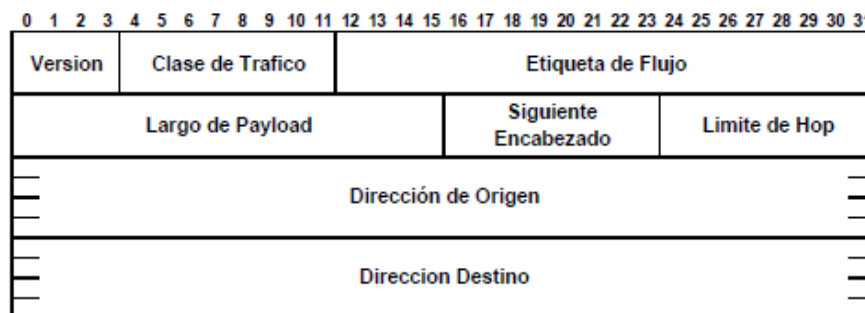 0 1 2 3 4 5 6 7 8 9 10 11 12 13 14 15 16 17 18 19 20 21 22 23 24 25 26 27 28 29 30 31
Version Clase de Trafico Etiqueta de Flujo
Largo de Payload Siguiente Encabezado Limite de Hop
Dirección de Origen
Direccion Destino